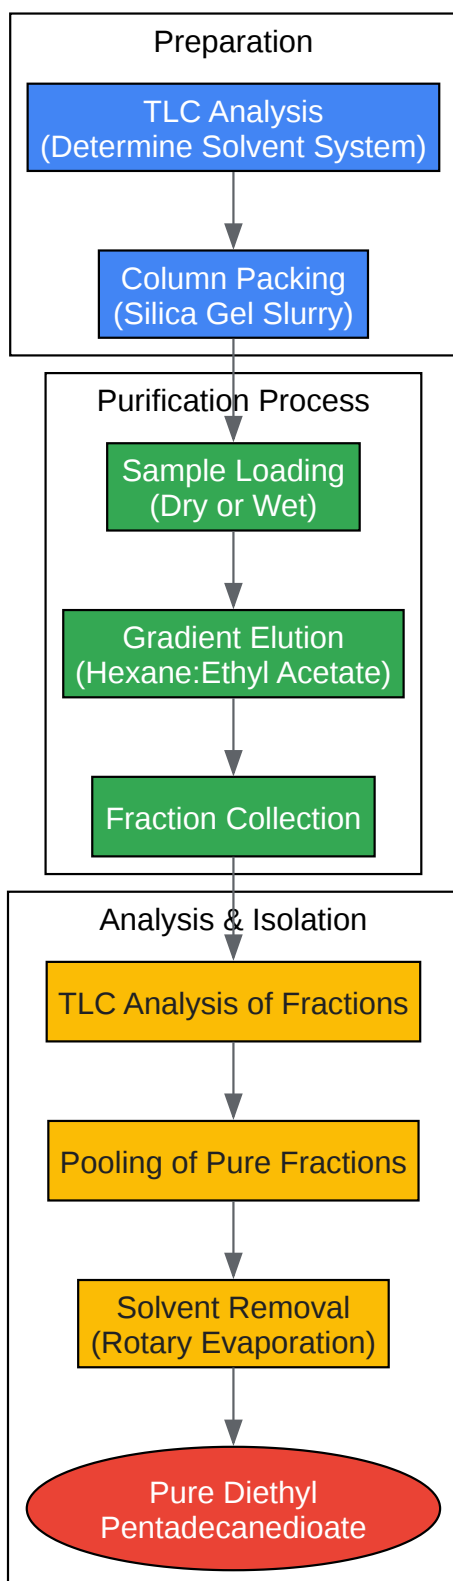 Preparation
TLC Analysis
(Determine Solvent System)
Column Packing
(Silica Gel Slurry)
Purification Process
Sample Loading
(Dry or Wet)
Gradient Elution
(Hexane:Ethyl Acetate)
Fraction Collection
Analysis & Isolation
TLC Analysis of Fractions
Pooling of Pure Fractions
Solvent Removal
(Rotary Evaporation)
Pure Diethyl
Pentadecanedioate